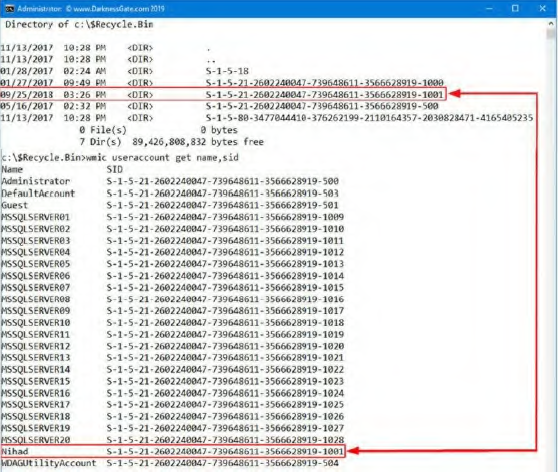 Administrator: © www.DarknessGate.com 2019
Directory of c:\$Recycle.Bin
11/13/2017 10:28 PM <DIR> .
11/13/2017 10:28 PM <DIR> ..
01/28/2017 02:24 AM <DIR> S-1-5-18
01/27/2017 09:49 PM <DIR> S-1-5-21-2602240047-739648611-3566628919-1000
09/25/2018 03:26 PM <DIR> S-1-5-21-2602240047-739648611-3566628919-1001
05/16/2017 02:32 PM <DIR> S-1-5-21-2602240047-739648611-3566628919-500
11/13/2017 10:28 PM <DIR> S-1-5-80-3477044410-376262199-2110164357-2030828471-4165405235
0 File(s) 0 bytes
7 Dir(s) 89,426,808,832 bytes free
c:\$Recycle.Bin>wmic useraccount get name,sid
Name SID
Administrator S-1-5-21-2602240047-739648611-3566628919-500
DefaultAccount S-1-5-21-2602240047-739648611-3566628919-503
Guest S-1-5-21-2602240047-739648611-3566628919-501
MSSQLSERVER01 S-1-5-21-2602240047-739648611-3566628919-1009
MSSQLSERVER02 S-1-5-21-2602240047-739648611-3566628919-1010
MSSQLSERVER03 S-1-5-21-2602240047-739648611-3566628919-1011
MSSQLSERVER04 S-1-5-21-2602240047-739648611-3566628919-1012
MSSQLSERVER05 S-1-5-21-2602240047-739648611-3566628919-1013
MSSQLSERVER06 S-1-5-21-2602240047-739648611-3566628919-1014
MSSQLSERVER07 S-1-5-21-2602240047-739648611-3566628919-1015
MSSQLSERVER08 S-1-5-21-2602240047-739648611-3566628919-1016
MSSQLSERVER09 S-1-5-21-2602240047-739648611-3566628919-1017
MSSQLSERVER10 S-1-5-21-2602240047-739648611-3566628919-1018
MSSQLSERVER11 S-1-5-21-2602240047-739648611-3566628919-1019
MSSQLSERVER12 S-1-5-21-2602240047-739648611-3566628919-1020
MSSQLSERVER13 S-1-5-21-2602240047-739648611-3566628919-1021
MSSQLSERVER14 S-1-5-21-2602240047-739648611-3566628919-1022
MSSQLSERVER15 S-1-5-21-2602240047-739648611-3566628919-1023
MSSQLSERVER16 S-1-5-21-2602240047-739648611-3566628919-1024
MSSQLSERVER17 S-1-5-21-2602240047-739648611-3566628919-1025
MSSQLSERVER18 S-1-5-21-2602240047-739648611-3566628919-1026
MSSQLSERVER19 S-1-5-21-2602240047-739648611-3566628919-1027
MSSQLSERVER20 S-1-5-21-2602240047-739648611-3566628919-1028
Nihad S-1-5-21-2602240047-739648611-3566628919-1001
WDAGUtilityAccount S-1-5-21-2602240047-739648611-3566628919-504